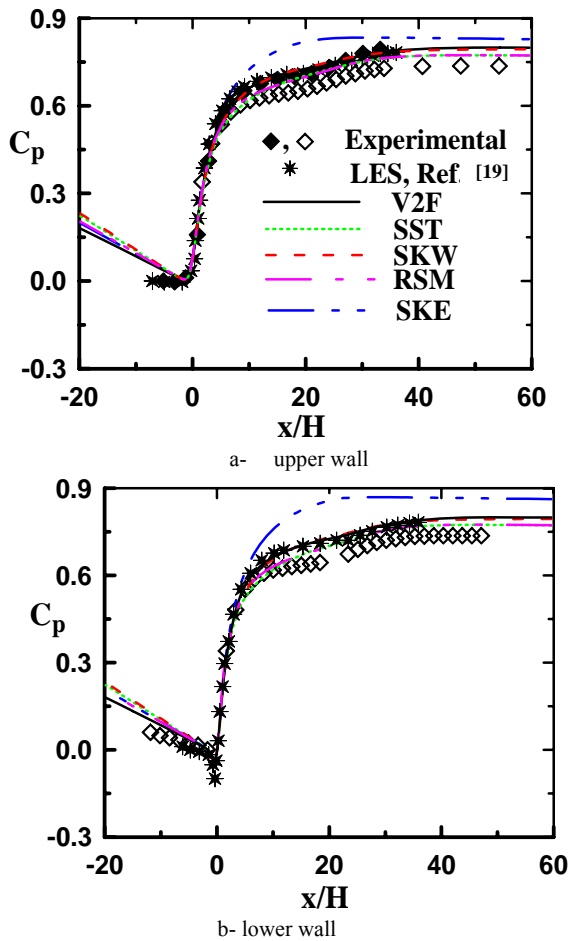 0.9
0.6
Cp
0.3
0.0
-0.3
, Experimental
LES, Ref. [19]
V2F
SST
SKW
RSM
SKE
-20 0 20 40 60
x/H
a- upper wall
0.9
0.6
Cp
0.3
0.0
-0.3
-20 0 20 40 60
x/H
b- lower wall